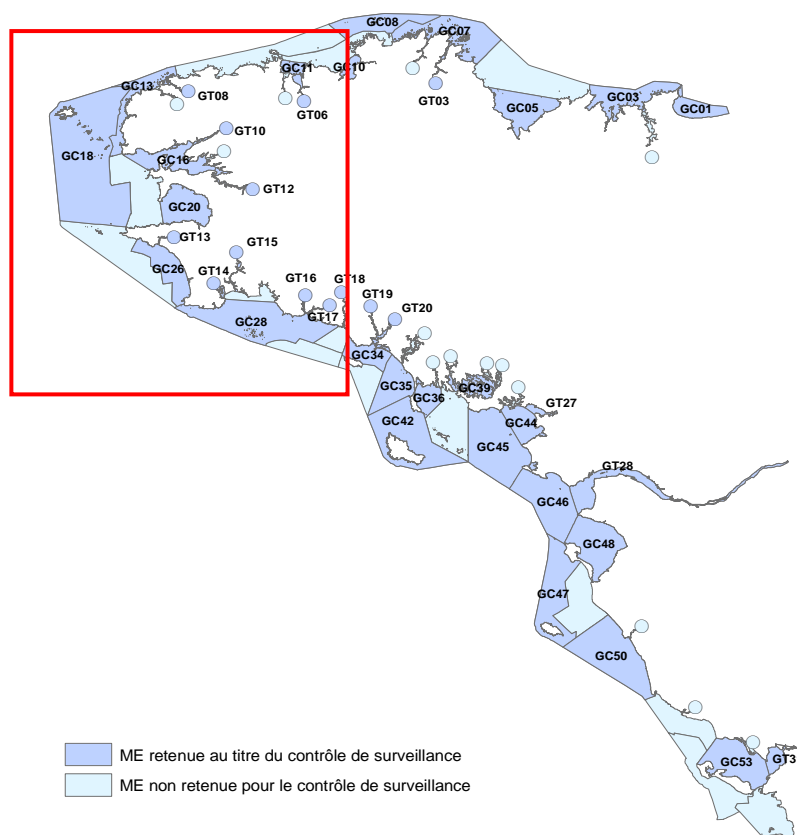 GC08
GC07
GC11
GC10
GC13
GT08
GT06
GT03
GC05
GC03
GC01
GT10
GC18
GC16
GT12
GC20
GT13
GT15
GC26
GT14
GT16
GT18
GT19
GT20
GT17
GC28
GC34
GC35
GC36
GC39
GC42
GC44
GT27
GC45
GT28
GC46
GC48
GC47
GC50
GC53
GT3
ME retenue au titre du contrôle de surveillance
ME non retenue pour le contrôle de surveillance